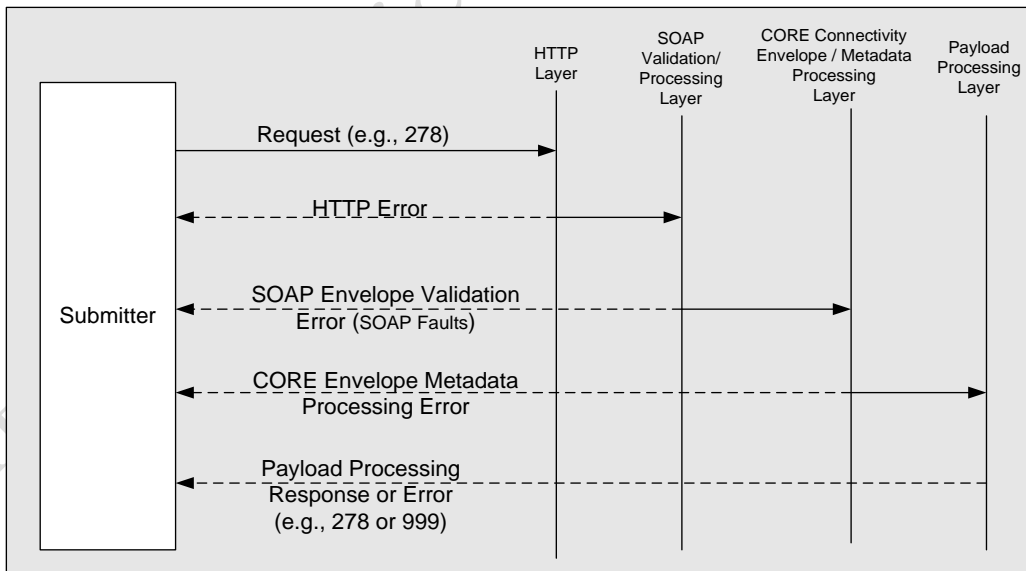 HTTP
Layer
SOAP
Validation/
Processing
Layer
CORE Connectivity
Envelope / Metadata
Processing
Layer
Payload
Processing
Layer
Submitter
Request (e.g., 278)
HTTP Error
SOAP Envelope Validation
Error (SOAP Faults)
CORE Envelope Metadata
Processing Error
Payload Processing
Response or Error
(e.g., 278 or 999)